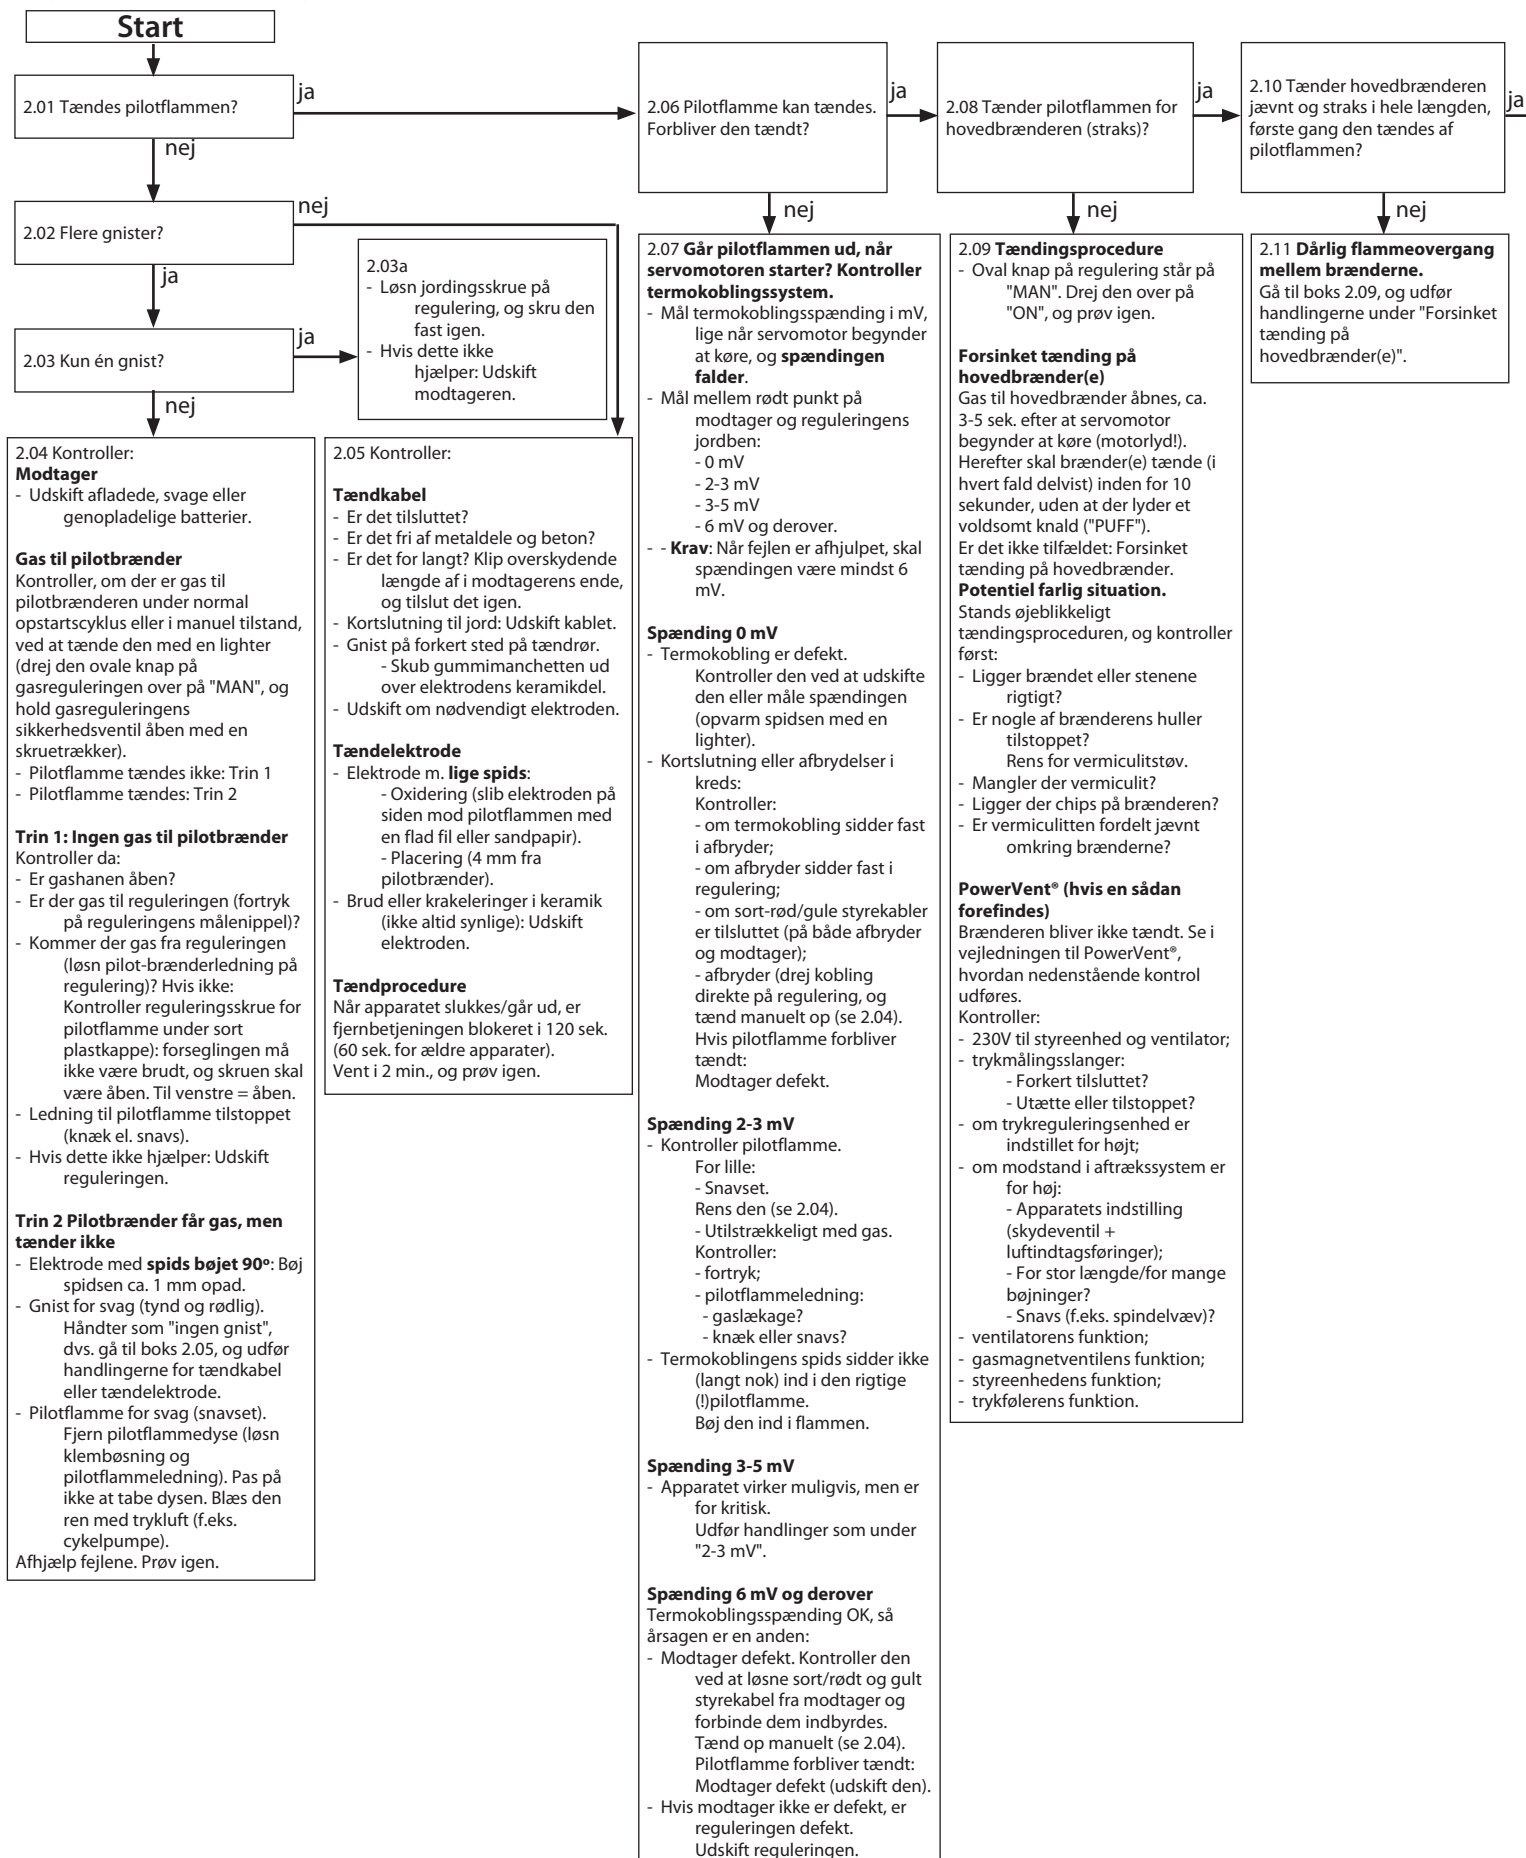 Start
2.01 Tændes pilotflammen?
ja
nej
2.02 Flere gnister?
nej
ja
2.03 Kun én gnist?
ja
nej
2.03a
- Løsn jordingsskrue på
regulering, og skru den
fast igen.
- Hvis dette ikke
hjælper: Udskift
modtageren.
2.04 Kontroller:
Modtager
- Udskift afladede, svage eller
genopladelige batterier.
Gas til pilotbrænder
Kontroller, om der er gas til
pilotbrænderen under normal
opstartscyklus eller i manuel tilstand,
ved at tænde den med en lighter
(drej den ovale knap på
gasreguleringen over på "MAN", og
hold gasreguleringens
sikkerhedsventil åben med en
skruetrækker).
- Pilotflamme tændes ikke: Trin 1
- Pilotflamme tændes: Trin 2
Trin 1: Ingen gas til pilotbrænder
Kontroller da:
- Er gashanen åben?
- Er der gas til reguleringen (fortryk
på reguleringens målenippel)?
- Kommer der gas fra reguleringen
(løsn pilot-brænderledning på
regulering)? Hvis ikke:
Kontroller reguleringsskrue for
pilotflamme under sort
plastkappe): forseglingen må
ikke være brudt, og skruen skal
være åben. Til venstre = åben.
- Ledning til pilotflamme tilstoppet
(knæk el. snavs).
- Hvis dette ikke hjælper: Udskift
reguleringen.
Trin 2 Pilotbrænder får gas, men
tænder ikke
- Elektrode med spids bøjet 90º: Bøj
spidsen ca. 1 mm opad.
- Gnist for svag (tynd og rødlig).
Håndter som "ingen gnist",
dvs. gå til boks 2.05, og udfør
handlingerne for tændkabel
eller tændelektrode.
- Pilotflamme for svag (snavset).
Fjern pilotflammedyse (løsn
klembøsning og
pilotflammeledning). Pas på
ikke at tabe dysen. Blæs den
ren med trykluft (f.eks.
cykelpumpe).
Afhjælp fejlene. Prøv igen.
2.05 Kontroller:
Tændkabel
- Er det tilsluttet?
- Er det fri af metaldele og beton?
- Er det for langt? Klip overskydende
længde af i modtagerens ende,
og tilslut det igen.
- Kortslutning til jord: Udskift kablet.
- Gnist på forkert sted på tændrør.
- Skub gummimanchetten ud
over elektrodens keramikdel.
- Udskift om nødvendigt elektroden.
Tændelektrode
- Elektrode m. lige spids:
- Oxidering (slib elektroden på
siden mod pilotflammen med
en flad fil eller sandpapir).
- Placering (4 mm fra
pilotbrænder).
- Brud eller krakeleringer i keramik
(ikke altid synlige): Udskift
elektroden.
Tændprocedure
Når apparatet slukkes/går ud, er
fjernbetjeningen blokeret i 120 sek.
(60 sek. for ældre apparater).
Vent i 2 min., og prøv igen.
2.06 Pilotflamme kan tændes.
Forbliver den tændt?
ja
nej
2.07 Går pilotflammen ud, når
servomotoren starter? Kontroller
termokoblingssystem.
- Mål termokoblingsspænding i mV,
lige når servomotor begynder
at køre, og spændingen
falder.
- Mål mellem rødt punkt på
modtager og reguleringens
jordben:
- 0 mV
- 2-3 mV
- 3-5 mV
- 6 mV og derover.
- - Krav: Når fejlen er afhjulpet, skal
spændingen være mindst 6
mV.
Spænding 0 mV
- Termokobling er defekt.
Kontroller den ved at udskifte
den eller måle spændingen
(opvarm spidsen med en
lighter).
- Kortslutning eller afbrydelser i
kreds:
Kontroller:
- om termokobling sidder fast
i afbryder;
- om afbryder sidder fast i
regulering;
- om sort-rød/gule styrekabler
er tilsluttet (på både afbryder
og modtager);
- afbryder (drej kobling
direkte på regulering, og
tænd manuelt op (se 2.04).
Hvis pilotflamme forbliver
tændt:
Modtager defekt.
Spænding 2-3 mV
- Kontroller pilotflamme.
For lille:
- Snavset.
Rens den (se 2.04).
- Utilstrækkeligt med gas.
Kontroller:
- fortryk;
- pilotflammeledning:
- gaslækage?
- knæk eller snavs?
- Termokoblingens spids sidder ikke
(langt nok) ind i den rigtige
(!)pilotflamme.
Bøj den ind i flammen.
Spænding 3-5 mV
- Apparatet virker muligvis, men er
for kritisk.
Udfør handlinger som under
"2-3 mV".
Spænding 6 mV og derover
Termokoblingsspænding OK, så
årsagen er en anden:
- Modtager defekt. Kontroller den
ved at løsne sort/rødt og gult
styrekabel fra modtager og
forbinde dem indbyrdes.
Tænd op manuelt (se 2.04).
Pilotflamme forbliver tændt:
Modtager defekt (udskift den).
- Hvis modtager ikke er defekt, er
reguleringen defekt.
Udskift reguleringen.
2.08 Tænder pilotflammen for
hovedbrænderen (straks)?
ja
nej
2.09 Tændingsprocedure
- Oval knap på regulering står på
"MAN". Drej den over på
"ON", og prøv igen.
Forsinket tænding på
hovedbrænder(e)
Gas til hovedbrænder åbnes, ca.
3-5 sek. efter at servomotor
begynder at køre (motorlyd!).
Herefter skal brænder(e) tænde (i
hvert fald delvist) inden for 10
sekunder, uden at der lyder et
voldsomt knald ("PUFF").
Er det ikke tilfældet: Forsinket
tænding på hovedbrænder.
Potentiel farlig situation.
Stands øjeblikkeligt
tændingsproceduren, og kontroller
først:
- Ligger brændet eller stenene
rigtigt?
- Er nogle af brænderens huller
tilstoppet?
Rens for vermiculitstøv.
- Mangler der vermiculit?
- Ligger der chips på brænderen?
- Er vermiculitten fordelt jævnt
omkring brænderne?
PowerVent® (hvis en sådan
forefindes)
Brænderen bliver ikke tændt. Se i
vejledningen til PowerVent®,
hvordan nedenstående kontrol
udføres.
Kontroller:
- 230V til styreenhed og ventilator;
- trykmålingsslanger:
- Forkert tilsluttet?
- Utætte eller tilstoppet?
- om trykreguleringsenhed er
indstillet for højt;
- om modstand i aftrækssystem er
for høj:
- Apparatets indstilling
(skydeventil +
luftindtagsføringer);
- For stor længde/for mange
bøjninger?
- Snavs (f.eks. spindelvæv)?
- ventilatorens funktion;
- gasmagnetventilens funktion;
- styreenhedens funktion;
- trykfølerens funktion.
2.10 Tænder hovedbrænderen
jævnt og straks i hele længden,
første gang den tændes af
pilotflammen?
ja
nej
2.11 Dårlig flammeovergang
mellem brænderne.
Gå til boks 2.09, og udfør
handlingerne under "Forsinket
tænding på
hovedbrænder(e)".